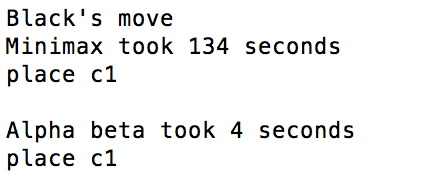 Black's move
Minimax took 134 seconds
place c1
Alpha beta took 4 seconds
place c1